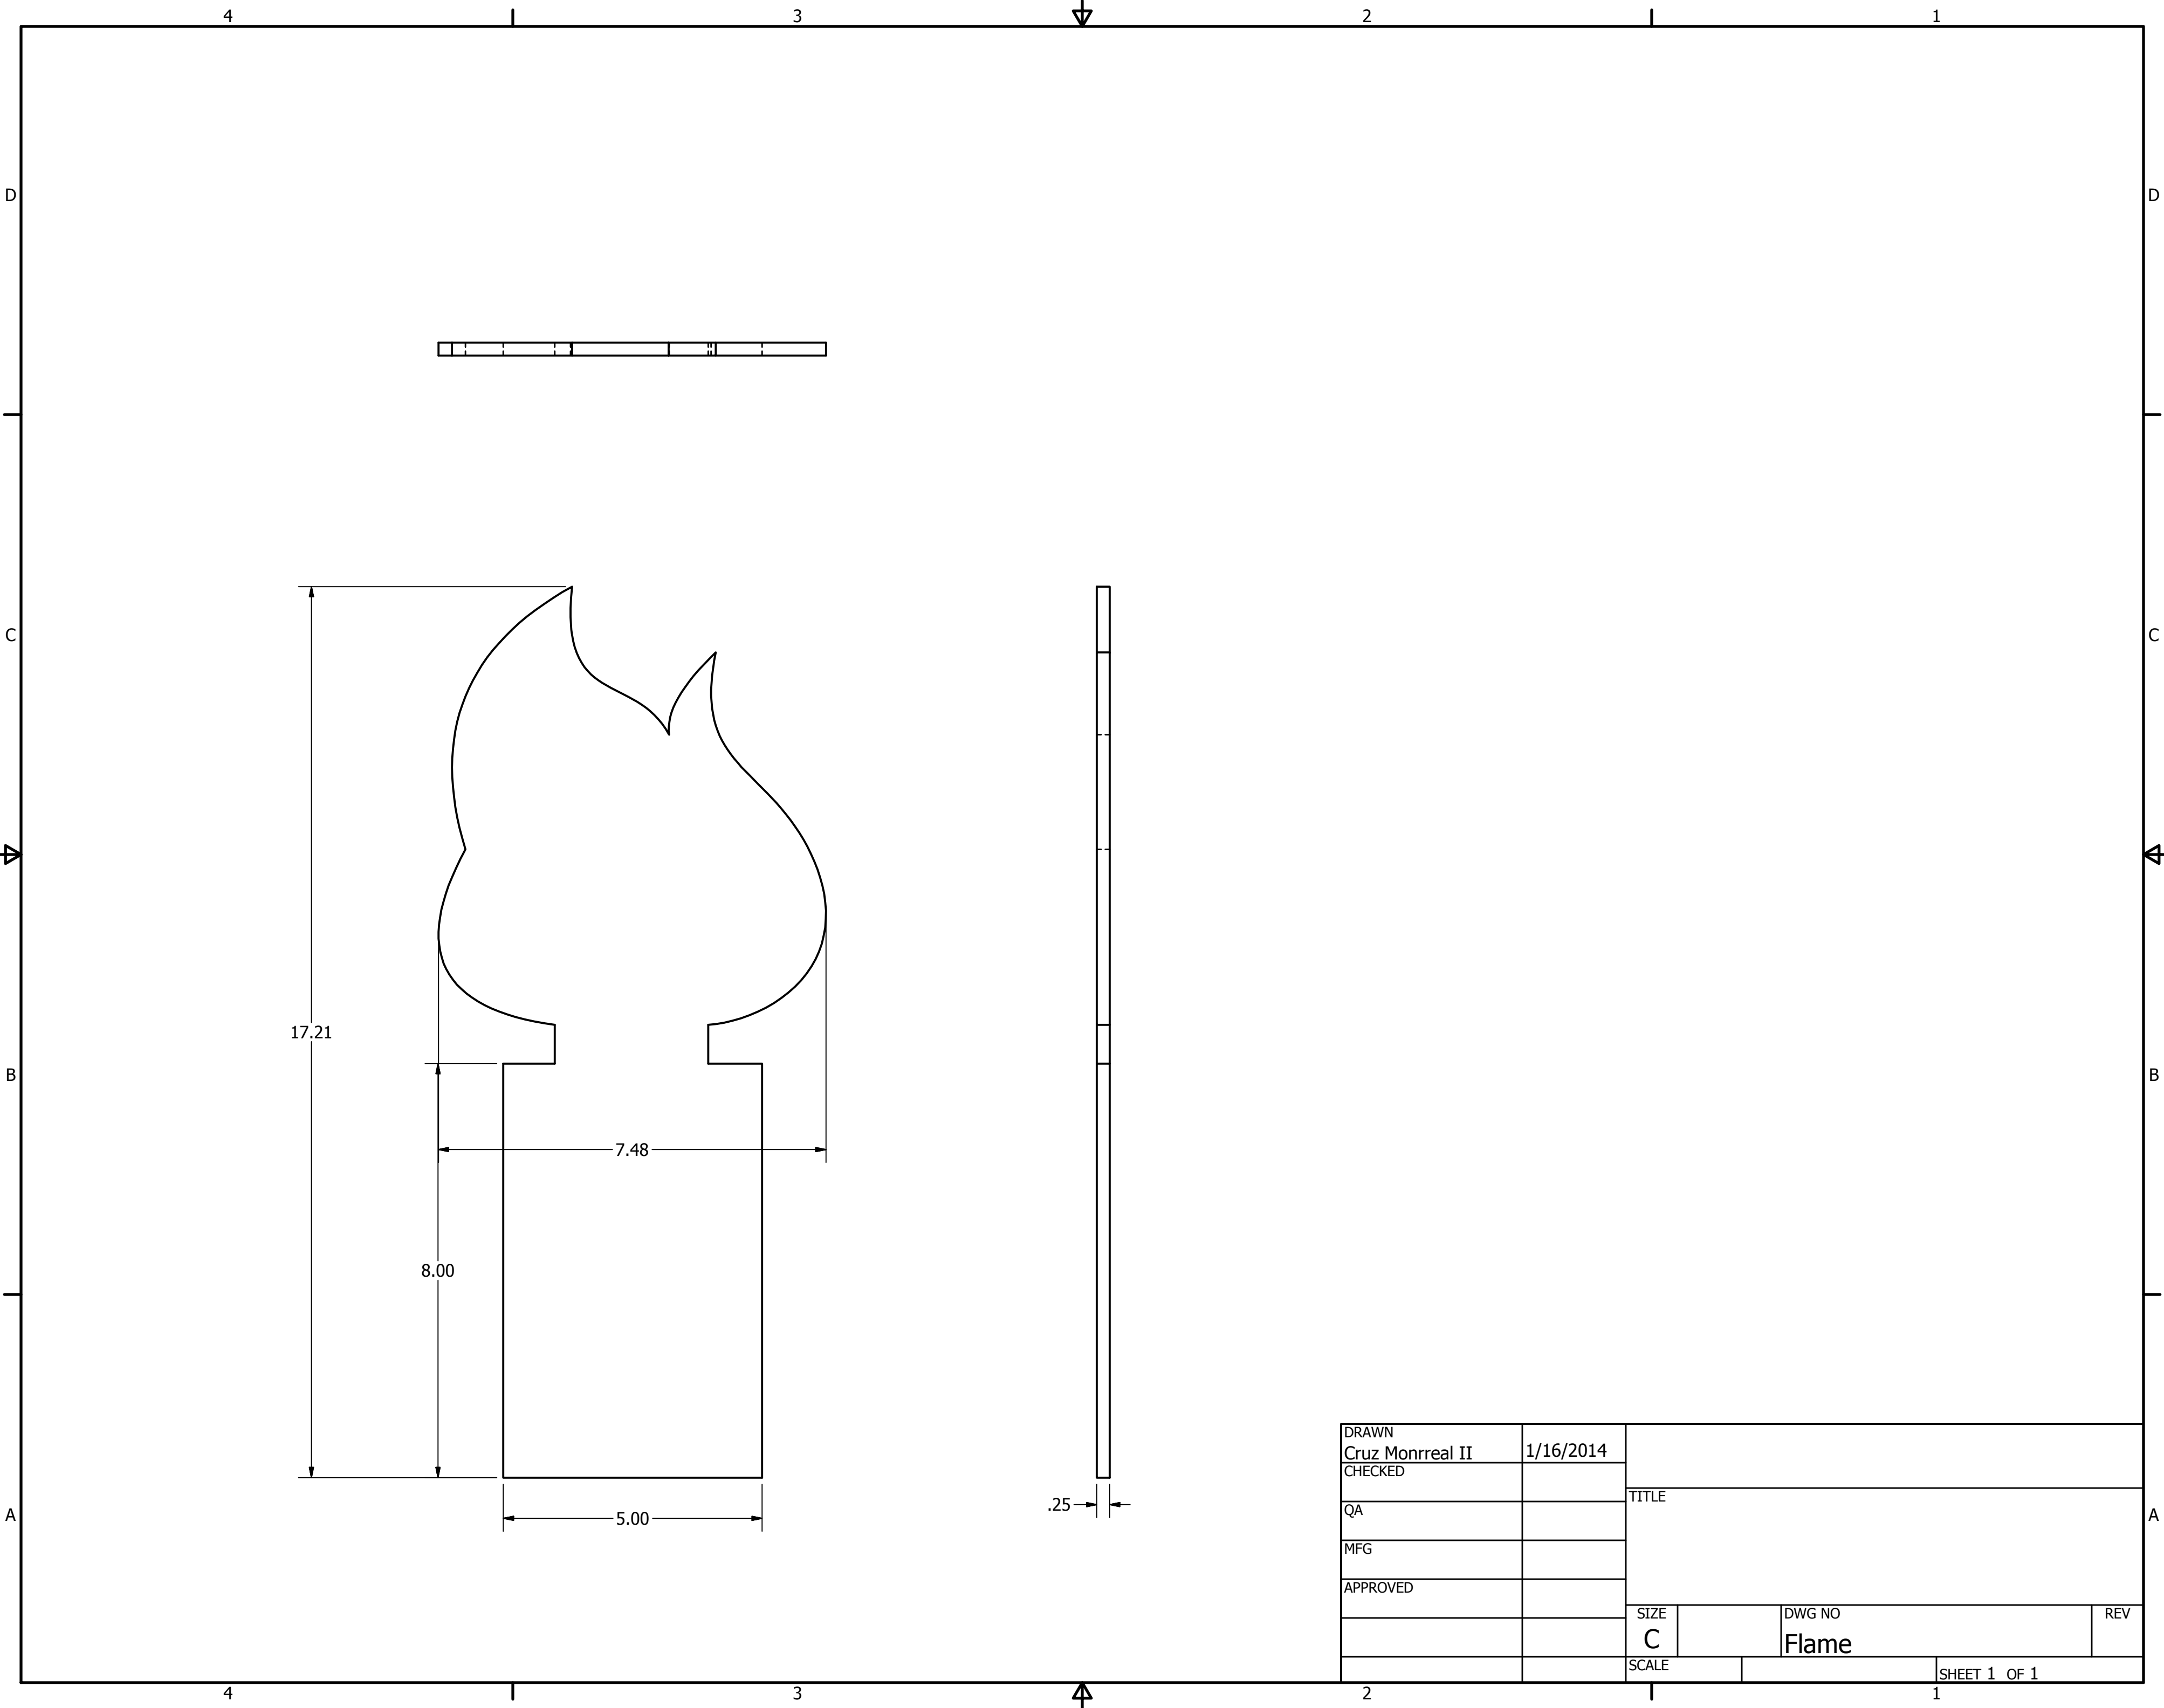 4 3 2 1
D D
C C
17.21
B B
7.48
8.00
.25
5.00
A A
DRAWN
Cruz Monrreal II 1/16/2014
CHECKED
TITLE
QA
MFG
APPROVED
SIZE DWG NO REV
C Flame
SCALE SHEET 1 OF 1
4 3 2 1